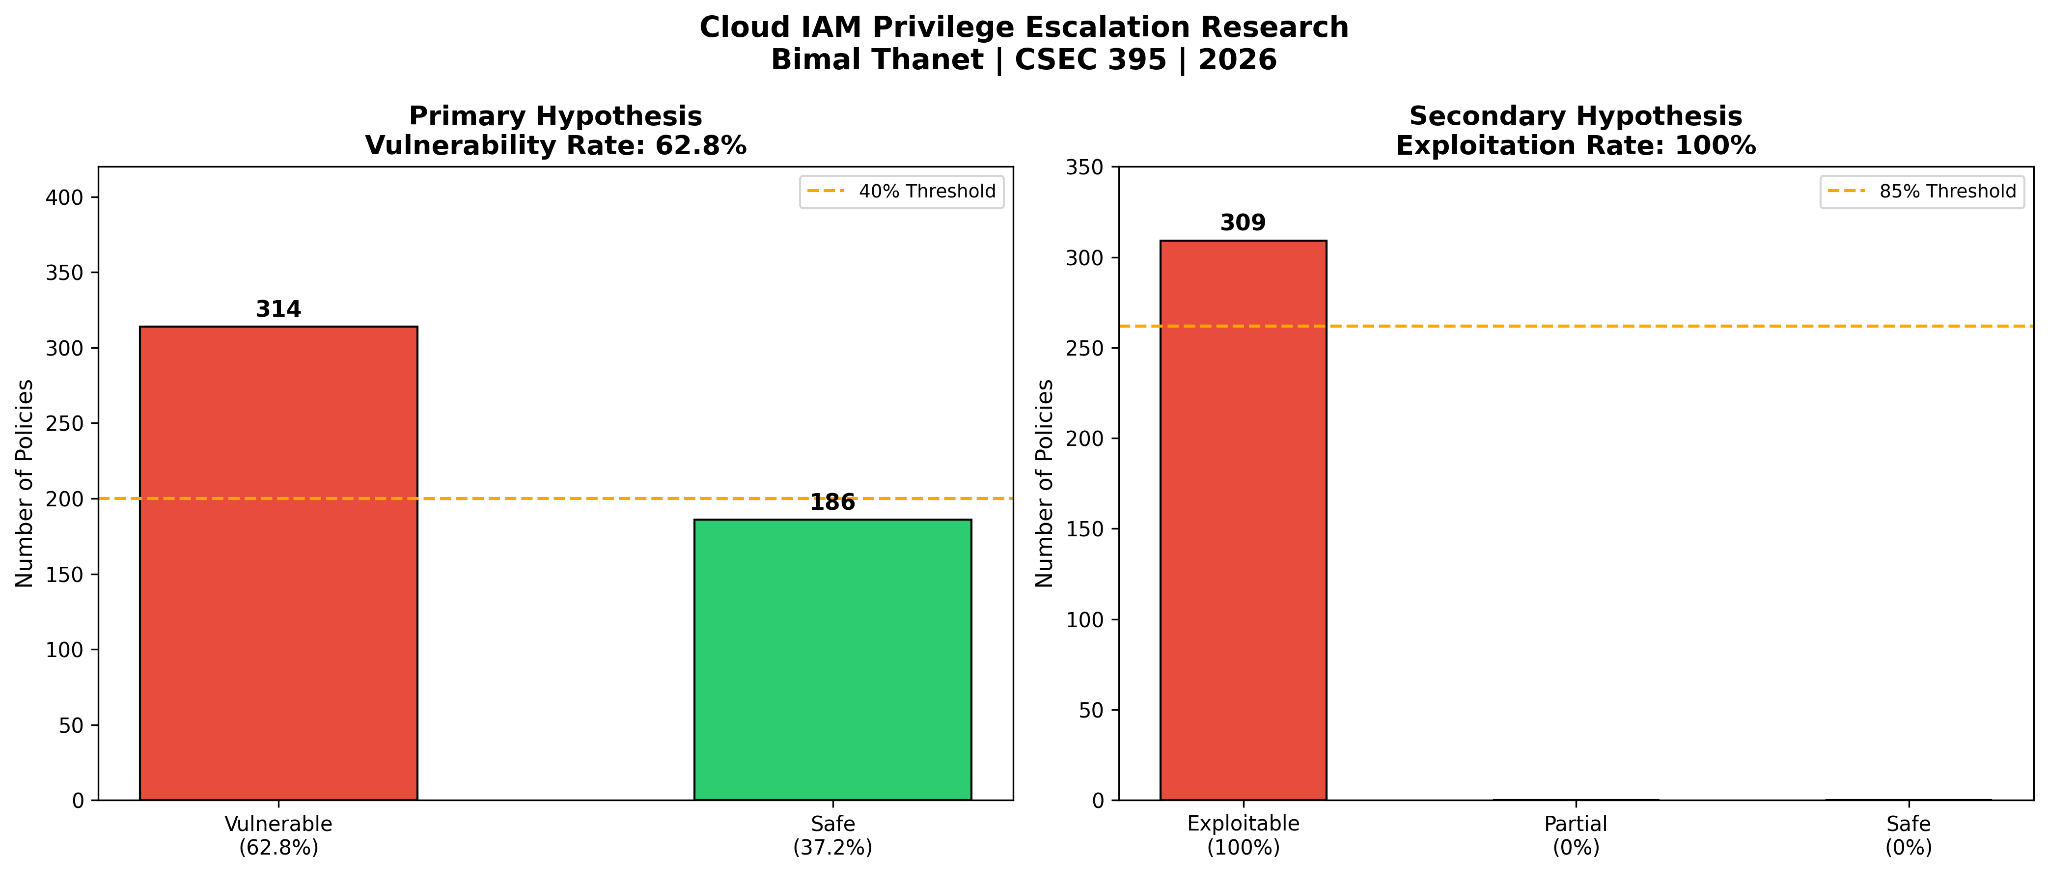 Cloud IAM Privilege Escalation Research
Bimal Thanet | CSEC 395 | 2026
Primary Hypothesis
Vulnerability Rate: 62.8%
40% Threshold
Number of Policies
400
350
300
250
200
150
100
50
0
314
186
Vulnerable
(62.8%)
Safe
(37.2%)
Secondary Hypothesis
Exploitation Rate: 100%
85% Threshold
Number of Policies
350
300
250
200
150
100
50
0
309
Exploitable
(100%)
Partial
(0%)
Safe
(0%)